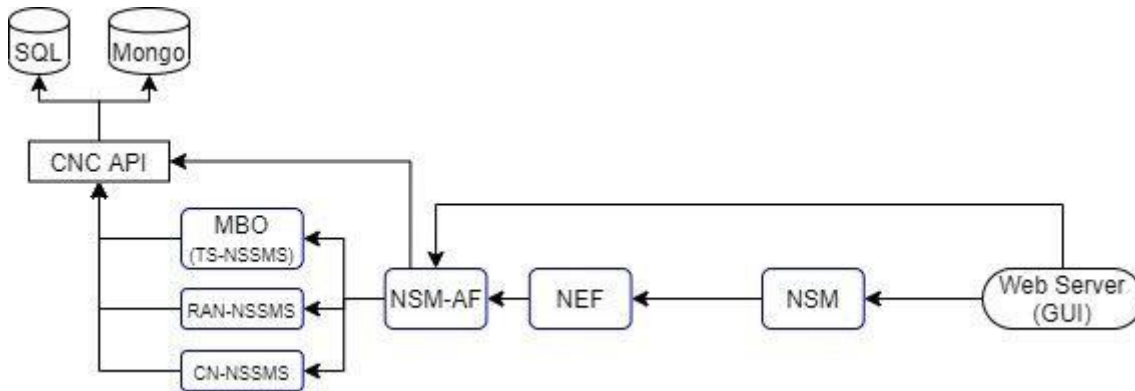 SQL
Mongo
CNC API
MBO
(TS-NSSMS)
RAN-NSSMS
CN-NSSMS
NSM-AF
NEF
NSM
Web Server
(GUI)